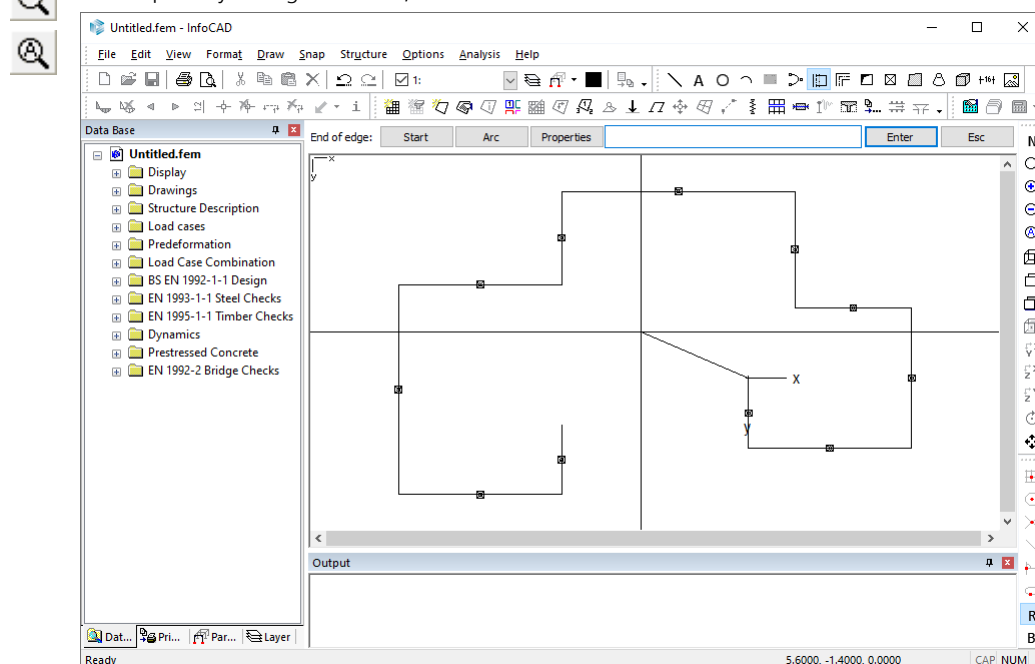 Untitled.fem - InfoCAD
File Edit View Format Draw Snap Structure Options Analysis Help
1:
Data Base
End of edge: Start Arc Properties Enter Esc
Untitled.fem
Display
Drawings
Structure Description
Load cases
Predeformation
Load Case Combination
BS EN 1992-1-1 Design
EN 1993-1-1 Steel Checks
EN 1995-1-1 Timber Checks
Dynamics
Prestressed Concrete
EN 1992-2 Bridge Checks
x
y
x
y
Output
Dat... Pri... Par... Layer
Ready 5.6000, -1.4000, 0.0000 CAP NUM